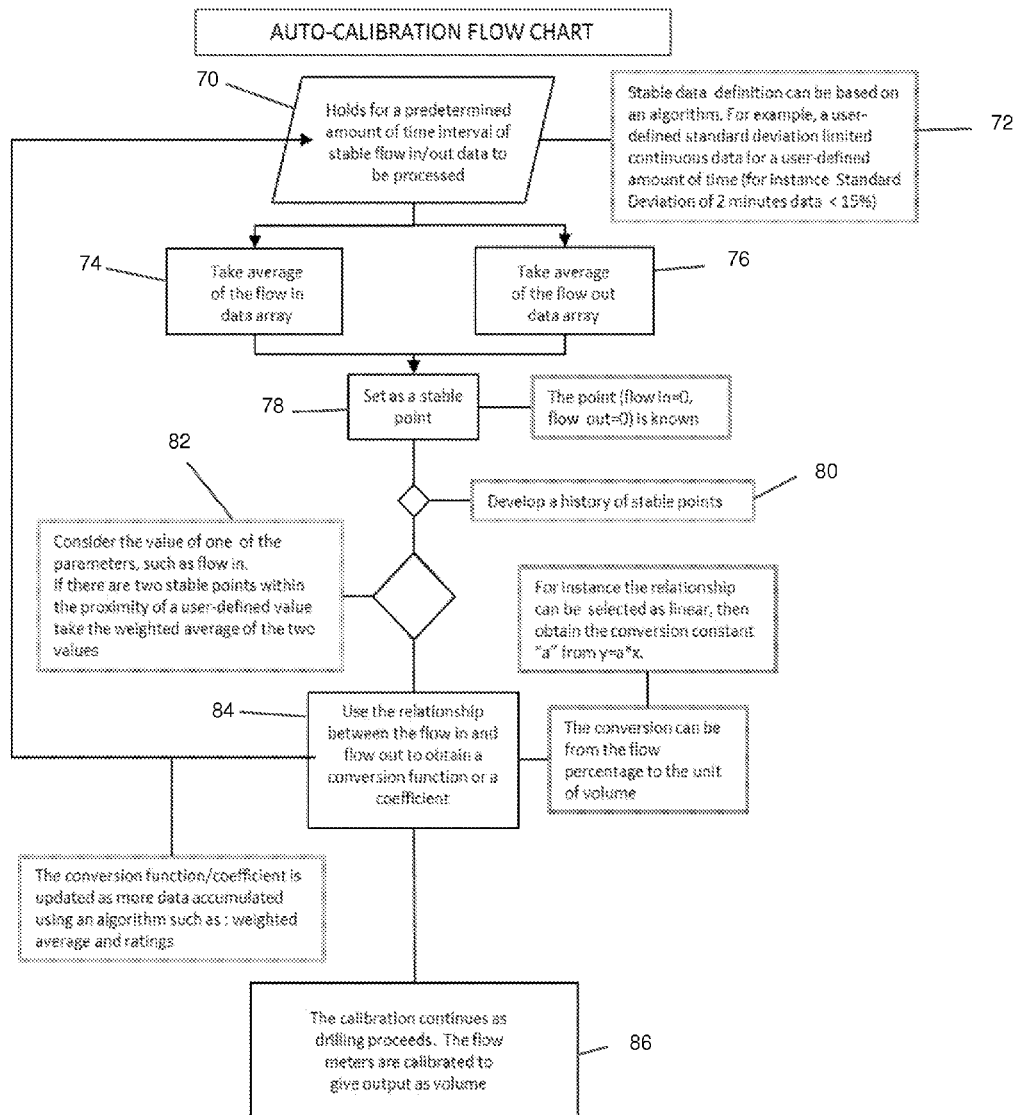 AUTO-CALIBRATION FLOW CHART
70
Holds for a predetermined
amount of time interval of
stable flow in/out data to
be processed
Stable data definition can be based on
an algorithm. For example, a user-
defined standard deviation limited
continuous data for a user-defined
amount of time (for instance Standard
Deviation of 2 minutes data < 15%)
72
74
Take average
of the flow in
data array
Take average
of the flow out
data array
76
78
Set as a stable
point
The point (flow in=0,
flow out=0) is known
82
80
Develop a history of stable points
Consider the value of one of the
parameters, such as flow in.
If there are two stable points within
the proximity of a user-defined value
take the weighted average of the two
values
For instance the relationship
can be selected as linear, then
obtain the conversion constant
"a" from y=a*x.
84
Use the relationship
between the flow in and
flow out to obtain a
conversion function or a
coefficient
The conversion can be
from the flow
percentage to the unit
of volume
The conversion function/coefficient is
updated as more data accumulated
using an algorithm such as : weighted
average and ratings
The calibration continues as
drilling proceeds. The flow
meters are calibrated to
give output as volume
86